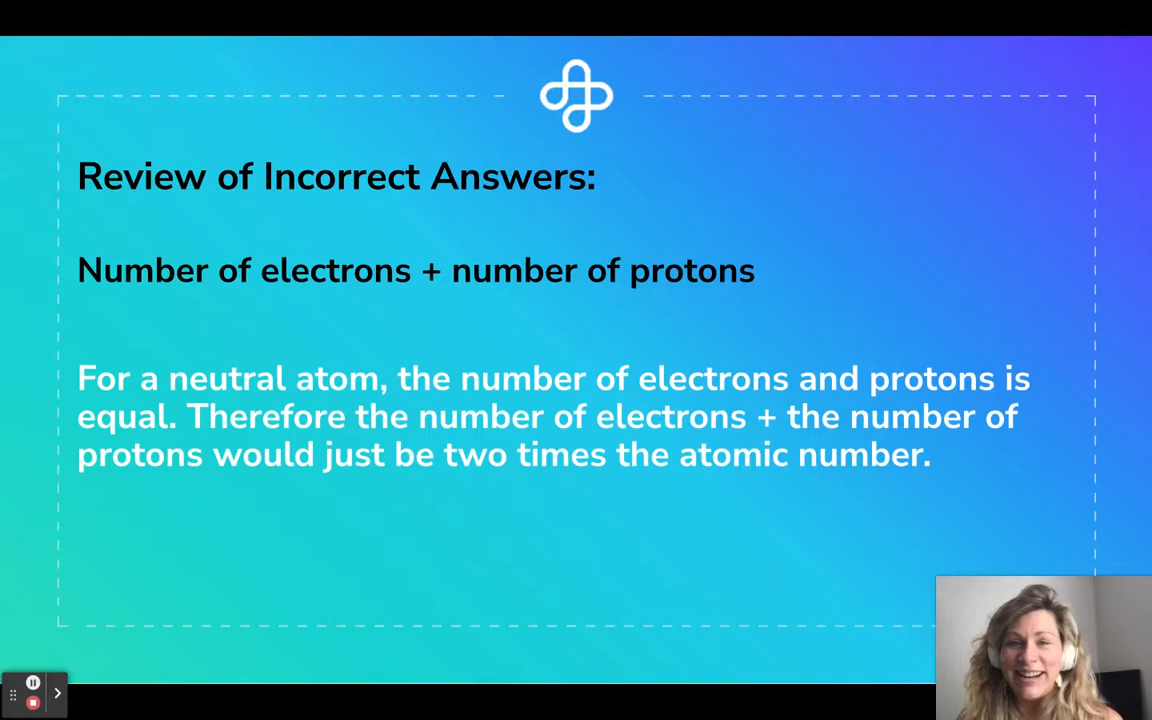 Review of Incorrect Answers:
Number of electrons + number of protons
For a neutral atom, the number of electrons and protons is
equal. Therefore the number of electrons + the number of
protons would just be two times the atomic number.